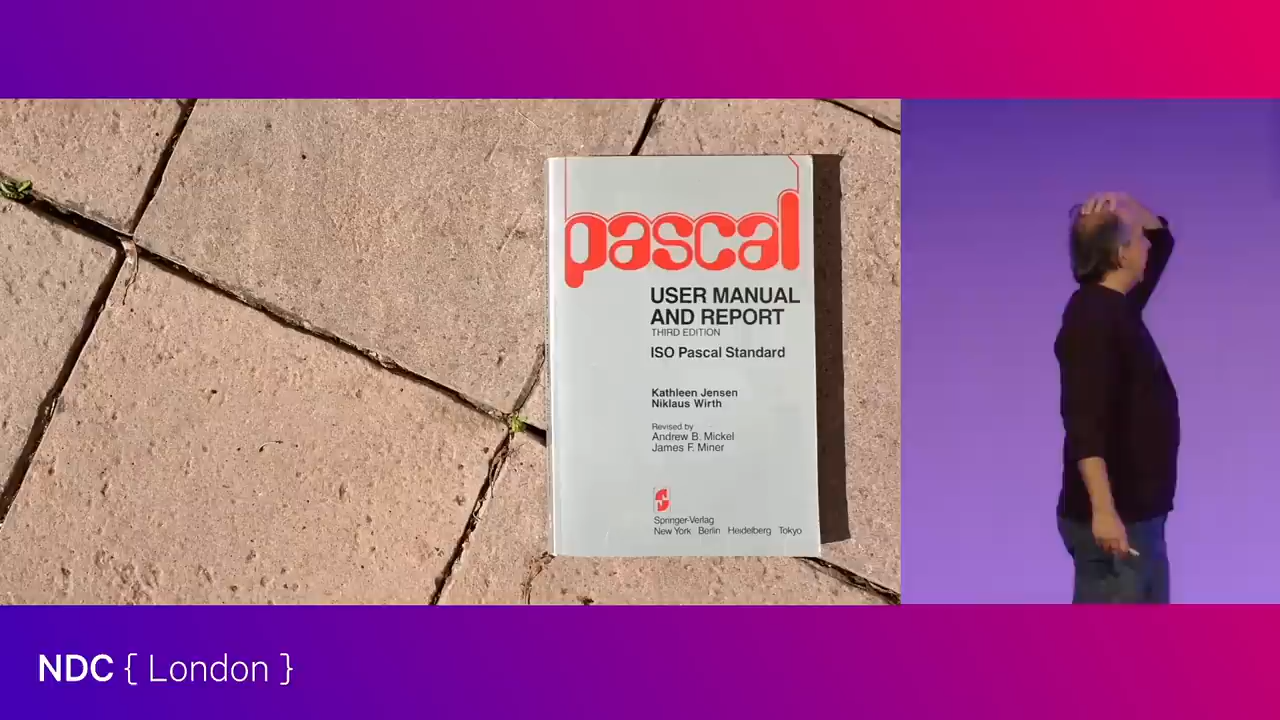 pascal
USER MANUAL
AND REPORT
THIRD EDITION
ISO Pascal Standard
Kathleen Jensen
Niklaus Wirth
Revised by
Andrew B. Mickel
James F. Miner
Springer-Verlag
New York Berlin Heidelberg Tokyo
NDC { London }